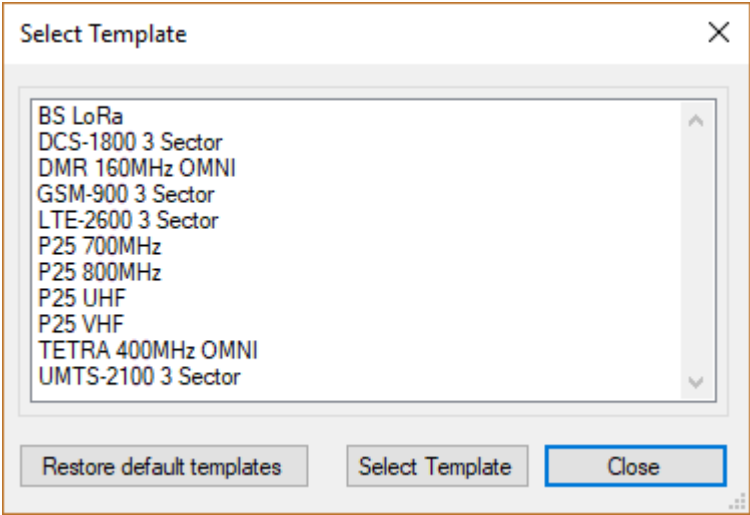 Select Template
BS LoRa
DCS-1800 3 Sector
DMR 160MHz OMNI
GSM-900 3 Sector
LTE-2600 3 Sector
P25 700MHz
P25 800MHz
P25 UHF
P25 VHF
TETRA 400MHz OMNI
UMTS-2100 3 Sector
Restore default templates
Select Template
Close